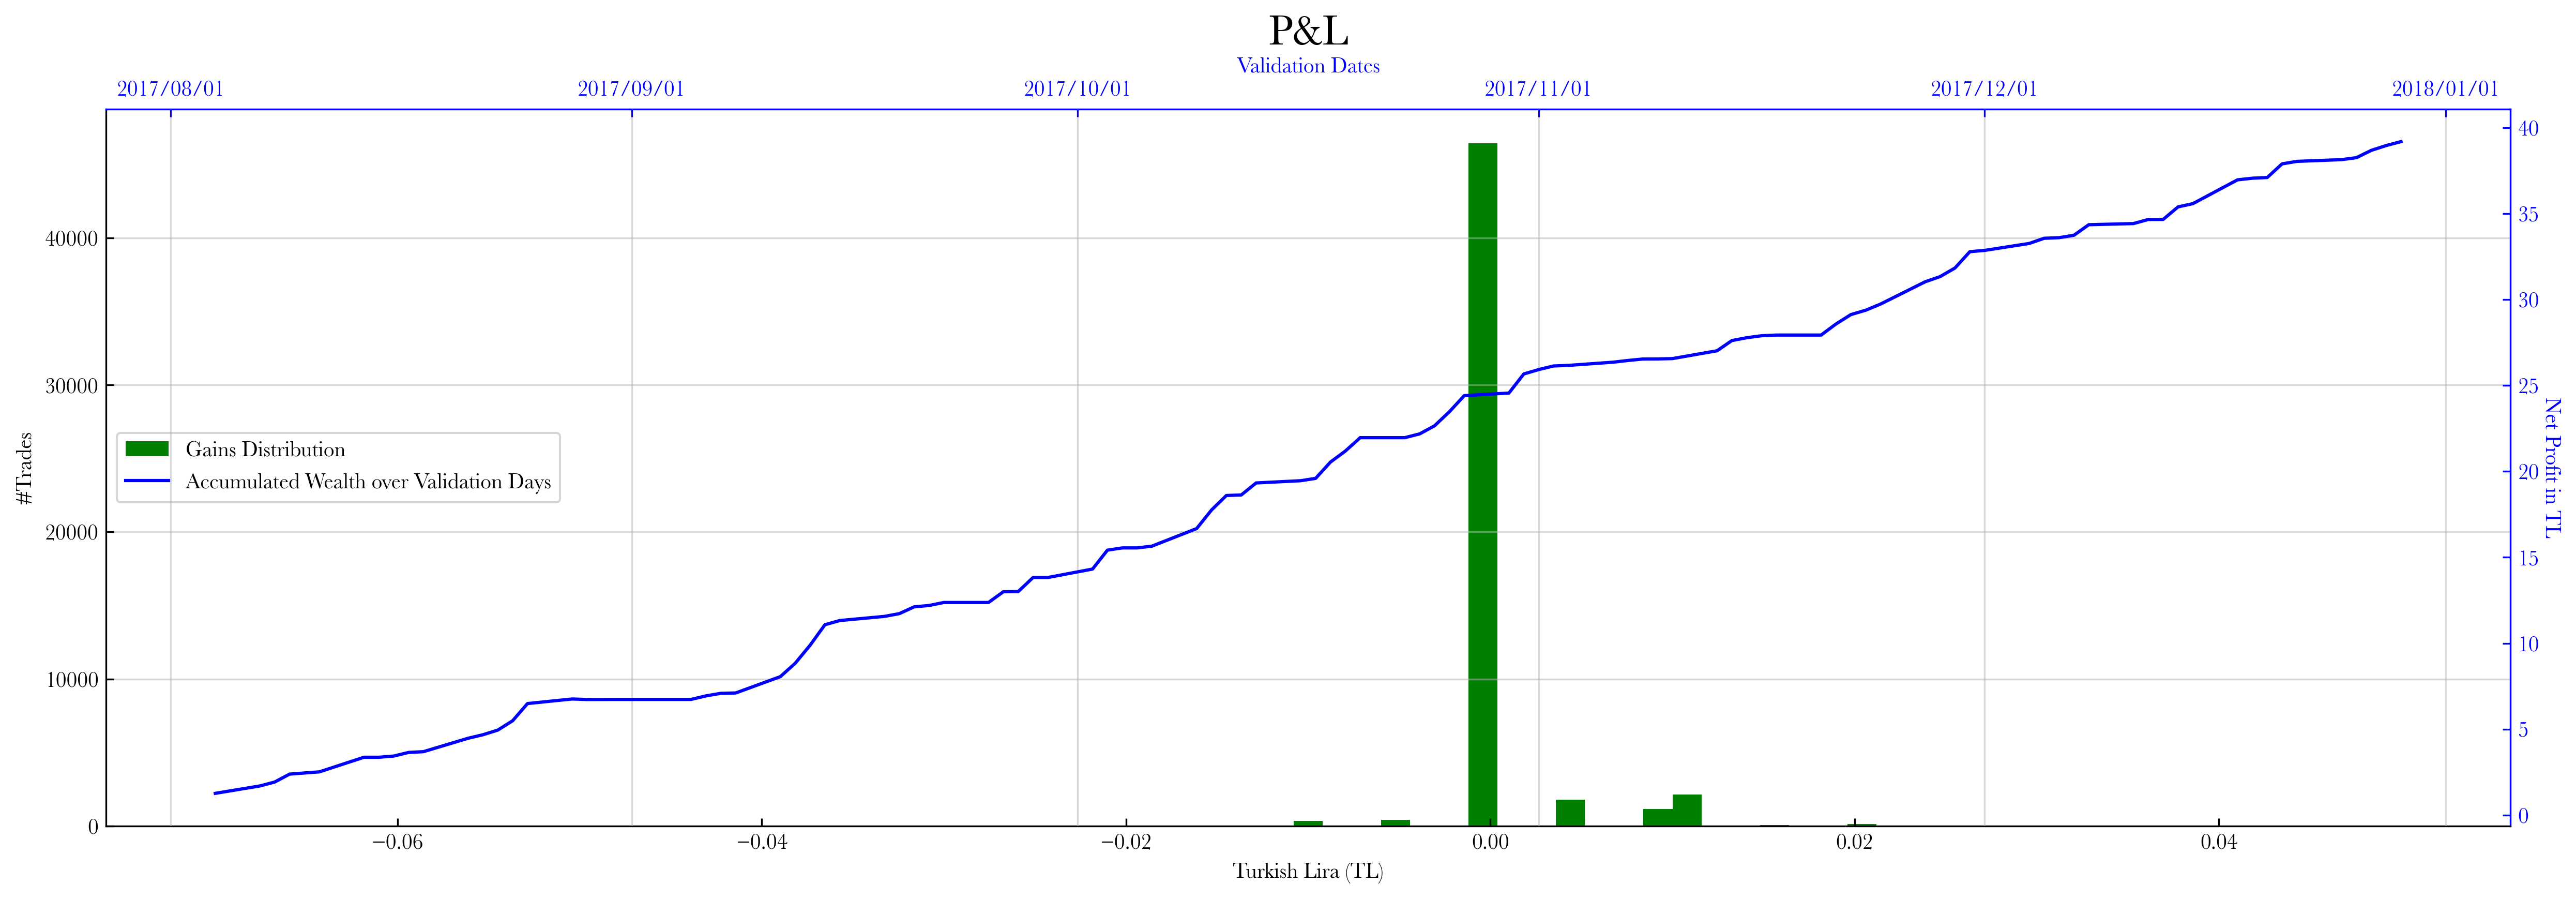 P&L
Validation Dates
2017/08/01 2017/09/01 2017/10/01 2017/11/01 2017/12/01 2018/01/01
40
35
40000
30
30000
25
Gains Distribution
Accumulated Wealth over Validation Days
#Trades
Net Profit in TL
20
20000
15
10
10000
5
0
0
−0.06 −0.04 −0.02 0.00 0.02 0.04
Turkish Lira (TL)